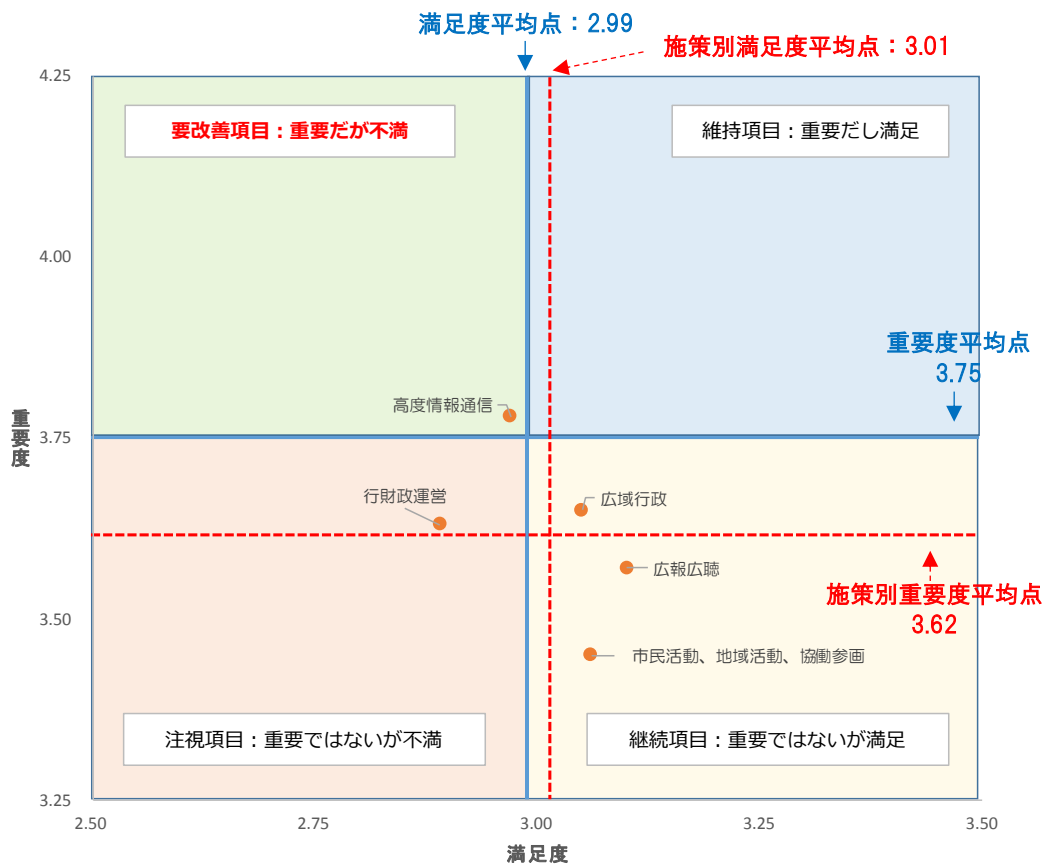 満足度平均点：2.99
施策別満足度平均点：3.01
4.25
要改善項目：重要だが不満
維持項目：重要だし満足
4.00
重要度平均点
3.75
高度情報通信
重要度
3.75
行財政運営
広域行政
広報広聴
施策別重要度平均点
3.62
3.50
市民活動、地域活動、協働参画
注視項目：重要ではないが不満
継続項目：重要ではないが満足
3.25
2.50
2.75
3.00
3.25
3.50
満足度